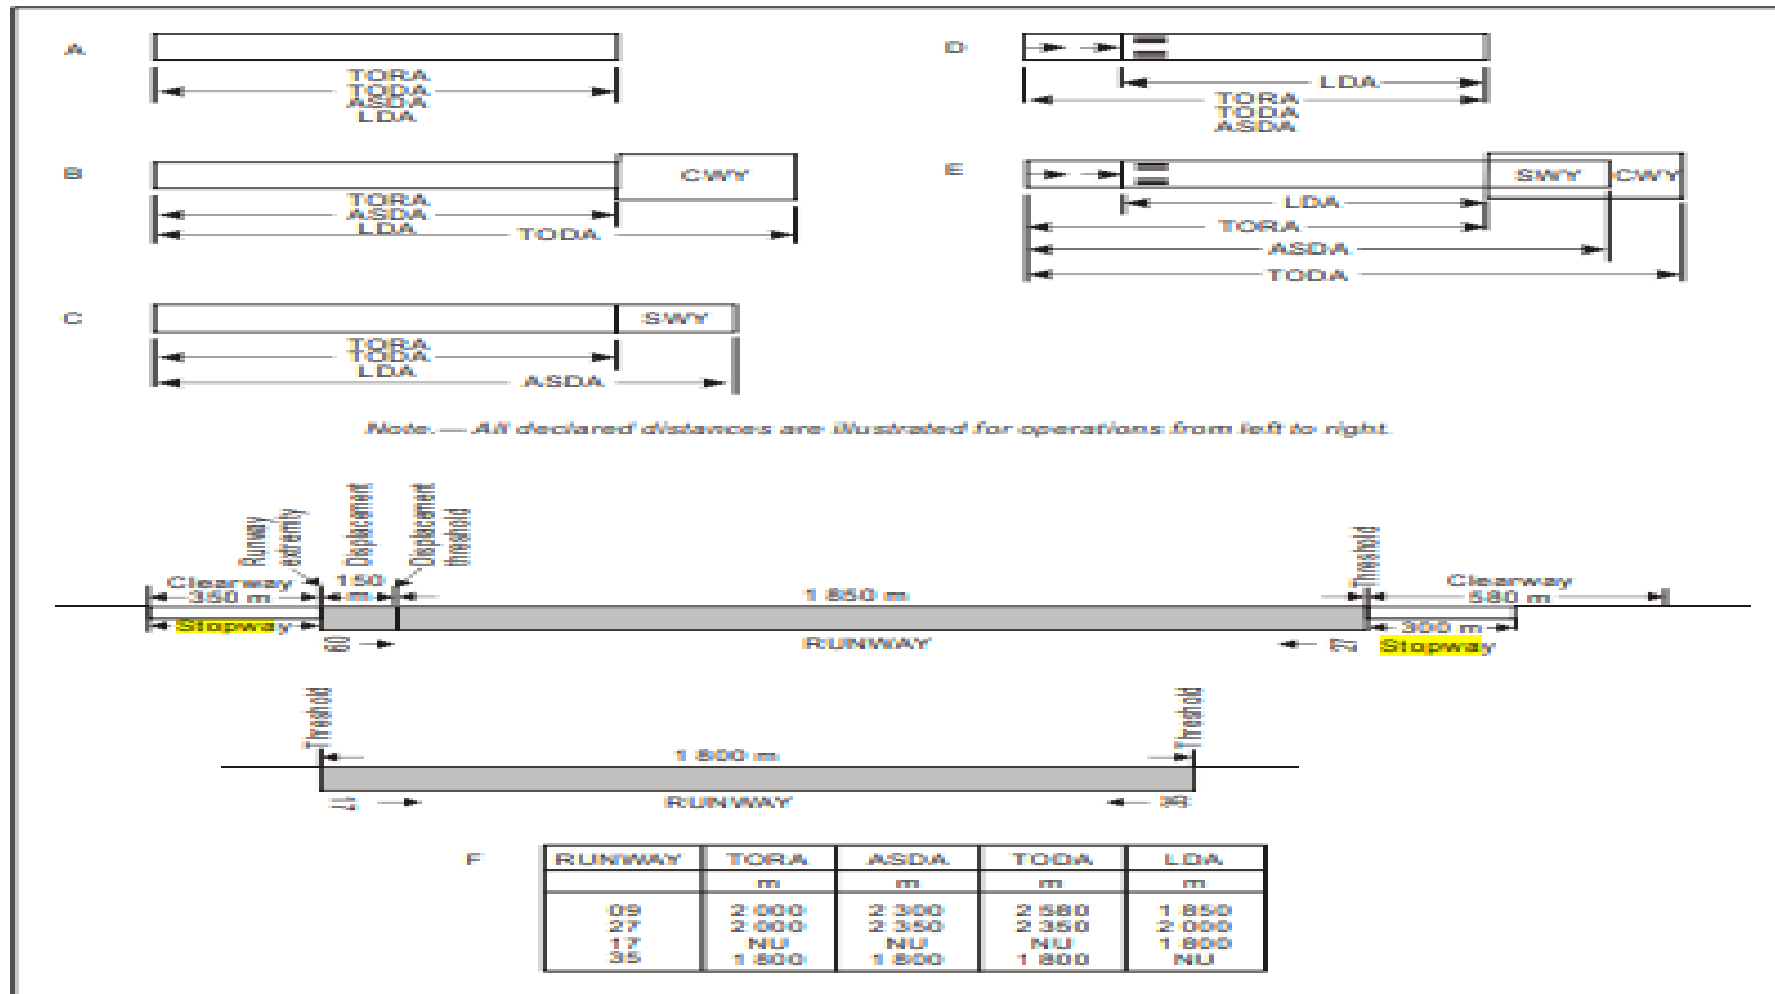 A
TORA
TODA
ASDA
LDA
B
CWY
TORA
ASDA
LDA
TODA
C
SWY
TORA
TODA
LDA
ASDA
D
LDA
TORA
TODA
ASDA
E
SWY CWY
LDA
TORA
ASDA
TODA
Note.— All declared distances are illustrated for operations from left to right.
Runway
extremity
Displacement
Displacement
threshold
Threshold
Clearway
350 m
150
m
1 850 m
Clearway
580 m
Stopway
09
RUNWAY
27
300 m
Stopway
Threshold
Threshold
1 800 m
17
RUNWAY
35
F
RUNWAY TORA ASDA TODA LDA
m m m m
09 2 000 2 300 2 580 1 850
27 2 000 2 350 2 350 2 000
17 NU NU NU 1 800
35 1 800 1 800 1 800 NU